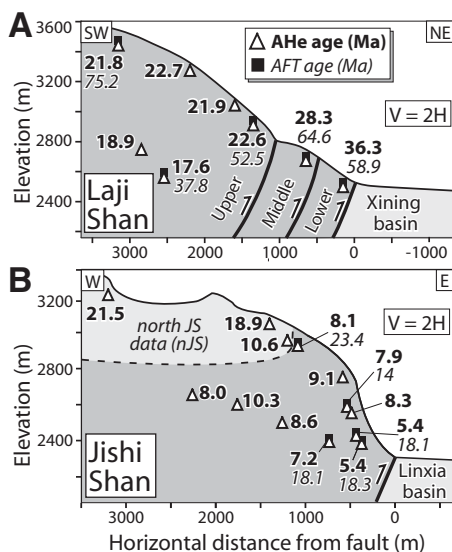 A
SW
NE
AHe age (Ma)
AFT age (Ma)
V = 2H
Elevation (m)
3600
3200
2800
2400
21.8
75.2
22.7
21.9
22.6
52.5
28.3
64.6
36.3
58.9
18.9
17.6
37.8
Upper
Middle
Lower
Laji
Shan
Xining
basin
3000
2000
1000
0
-1000
B
W
E
V = 2H
Elevation (m)
3200
2800
2400
21.5
north JS
data (nJS)
18.9
10.6
8.1
23.4
9.1
7.9
14
8.3
8.0
10.3
8.6
7.2
18.1
5.4
18.1
5.4
18.3
Jishi
Shan
Linxia
basin
3000
2000
1000
0
Horizontal distance from fault (m)